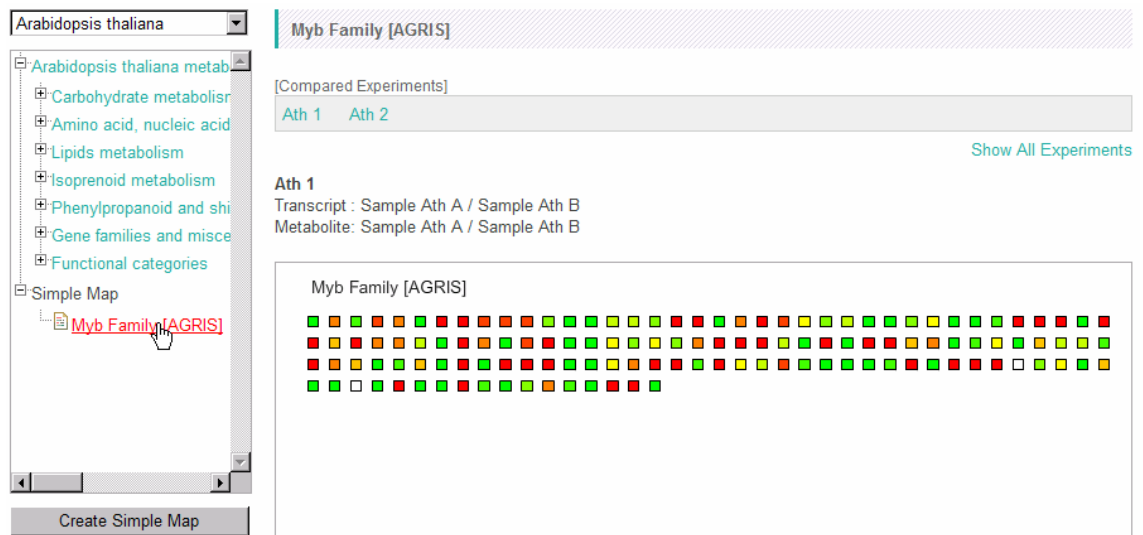 Arabidopsis thaliana
Arabidopsis thaliana metab
Carbohydrate metabolisr
Amino acid, nucleic acid
Lipids metabolism
Isoprenoid metabolism
Phenylpropanoid and shi
Gene families and misce
Functional categories
Simple Map
Myb Family [AGRIS]
Create Simple Map
Myb Family [AGRIS]
[Compared Experiments]
Ath 1 Ath 2
Show All Experiments
Ath 1
Transcript : Sample Ath A / Sample Ath B
Metabolite: Sample Ath A / Sample Ath B
Myb Family [AGRIS]